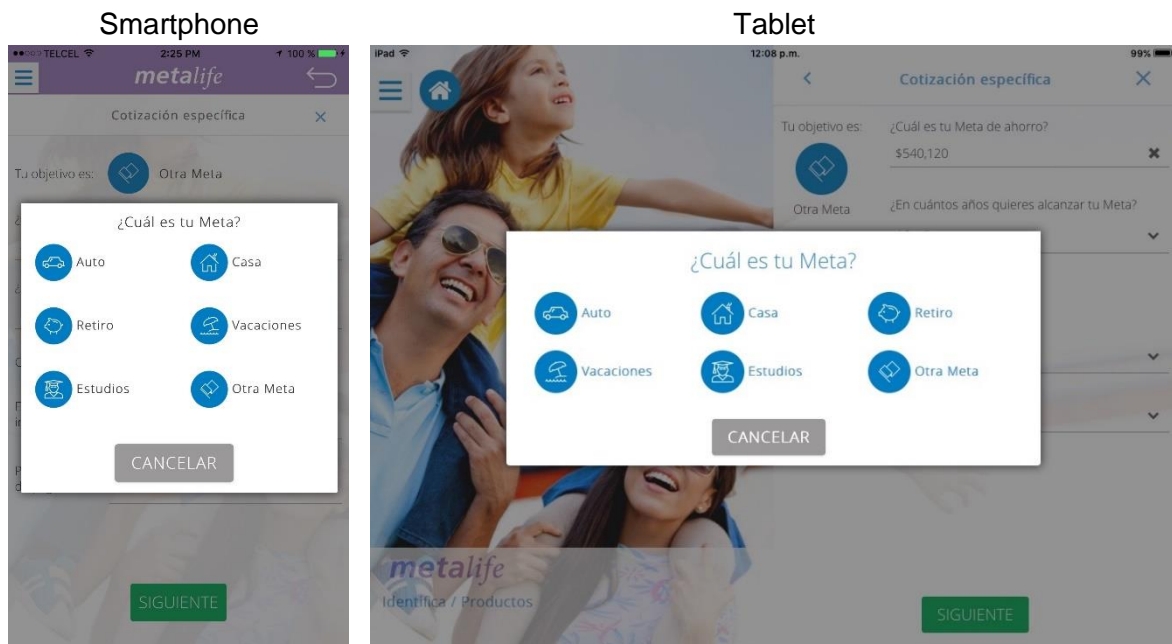 Smartphone
Tablet
TELCEL 2:25 PM 100 %
metalife
Cotización específica
Tu objetivo es: Otra Meta
¿Cuál es tu Meta?
Auto Casa
Retiro Vacaciones
Estudios Otra Meta
CANCELAR
SIGUIENTE
iPad 12:08 p.m. 99%
Cotización específica
Tu objetivo es: ¿Cuál es tu Meta de ahorro?
$540,120
Otra Meta ¿En cuántos años quieres alcanzar tu Meta?
¿Cuál es tu Meta?
Auto Casa Retiro
Vacaciones Estudios Otra Meta
CANCELAR
metalife
Identifica / Productos
SIGUIENTE